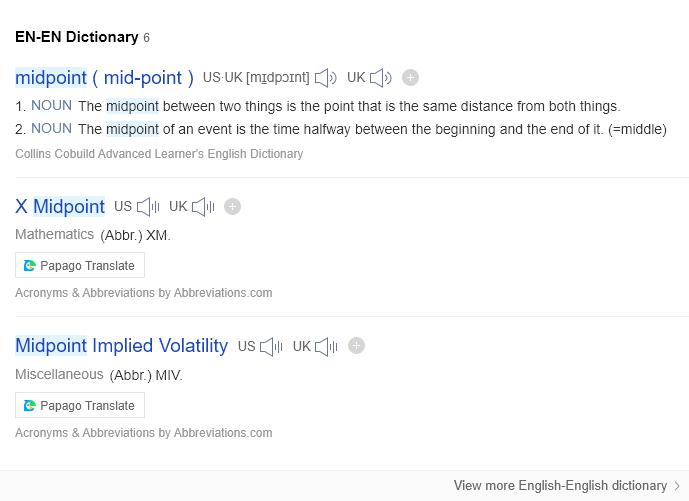 EN-EN Dictionary 6
midpoint ( mid-point ) US·UK [mɪdpɔɪnt] UK
1. NOUN The midpoint between two things is the point that is the same distance from both things.
2. NOUN The midpoint of an event is the time halfway between the beginning and the end of it. (=middle)
Collins Cobuild Advanced Learner's English Dictionary
X Midpoint US UK
Mathematics (Abbr.) XM.
Papago Translate
Acronyms & Abbreviations by Abbreviations.com
Midpoint Implied Volatility US UK
Miscellaneous (Abbr.) MIV.
Papago Translate
Acronyms & Abbreviations by Abbreviations.com
View more English-English dictionary